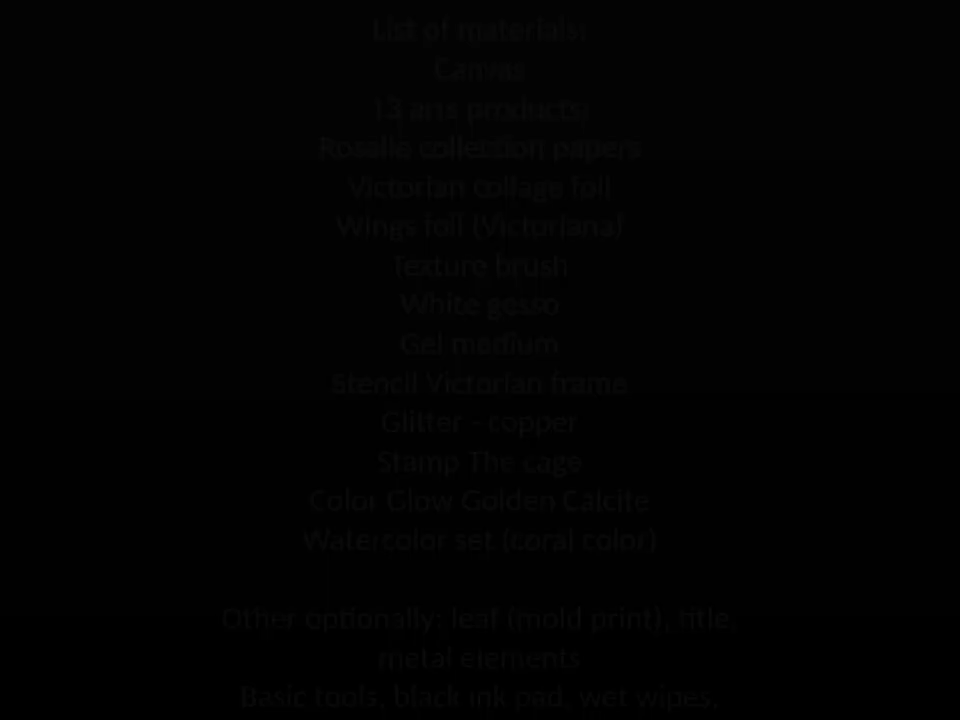 List of materials:
Canvas
13 arts products:
Rosalie collection papers
Victorian collage foil
Wings foil (Victoriana)
Texture brush
White gesso
Gel medium
Stencil Victorian frame
Glitter - copper
Stamp The cage
Color Glow Golden Calcite
Watercolor set (coral color)
Other optionally: leaf (mold print), title,
metal elements
Basic tools, black ink pad, wet wipes,